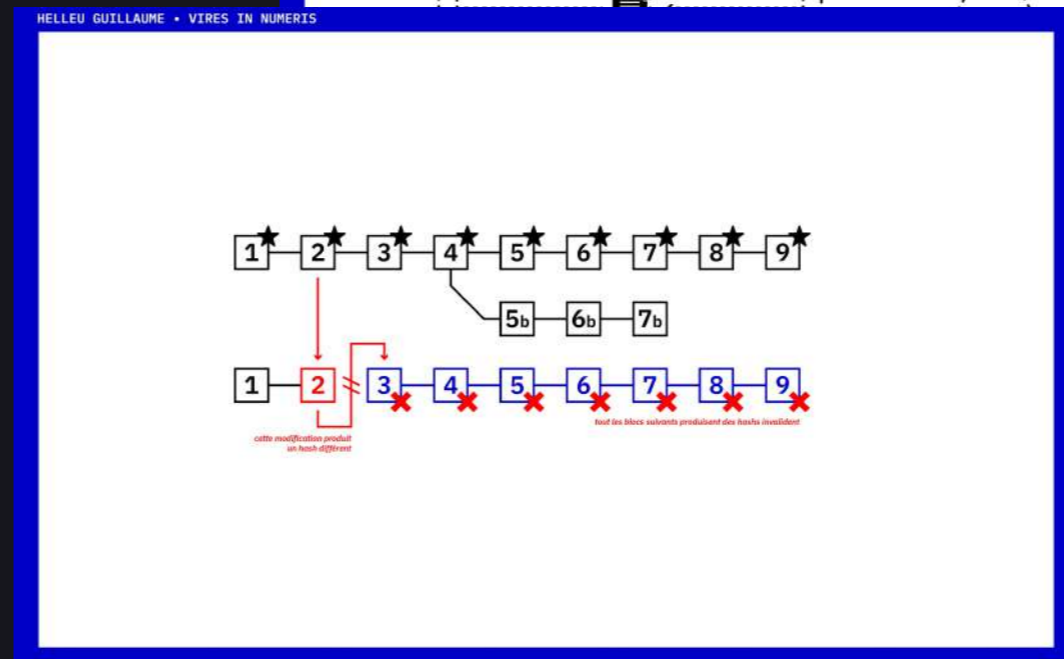 HELLEU GUILLAUME • VIRES IN NUMERIS
1 2 3 4 5 6 7 8 9
5b 6b 7b
1 2 3 4 5 6 7 8 9
tout les blocs suivants produisent des hashs invalident
cette modification produit
un hash différent